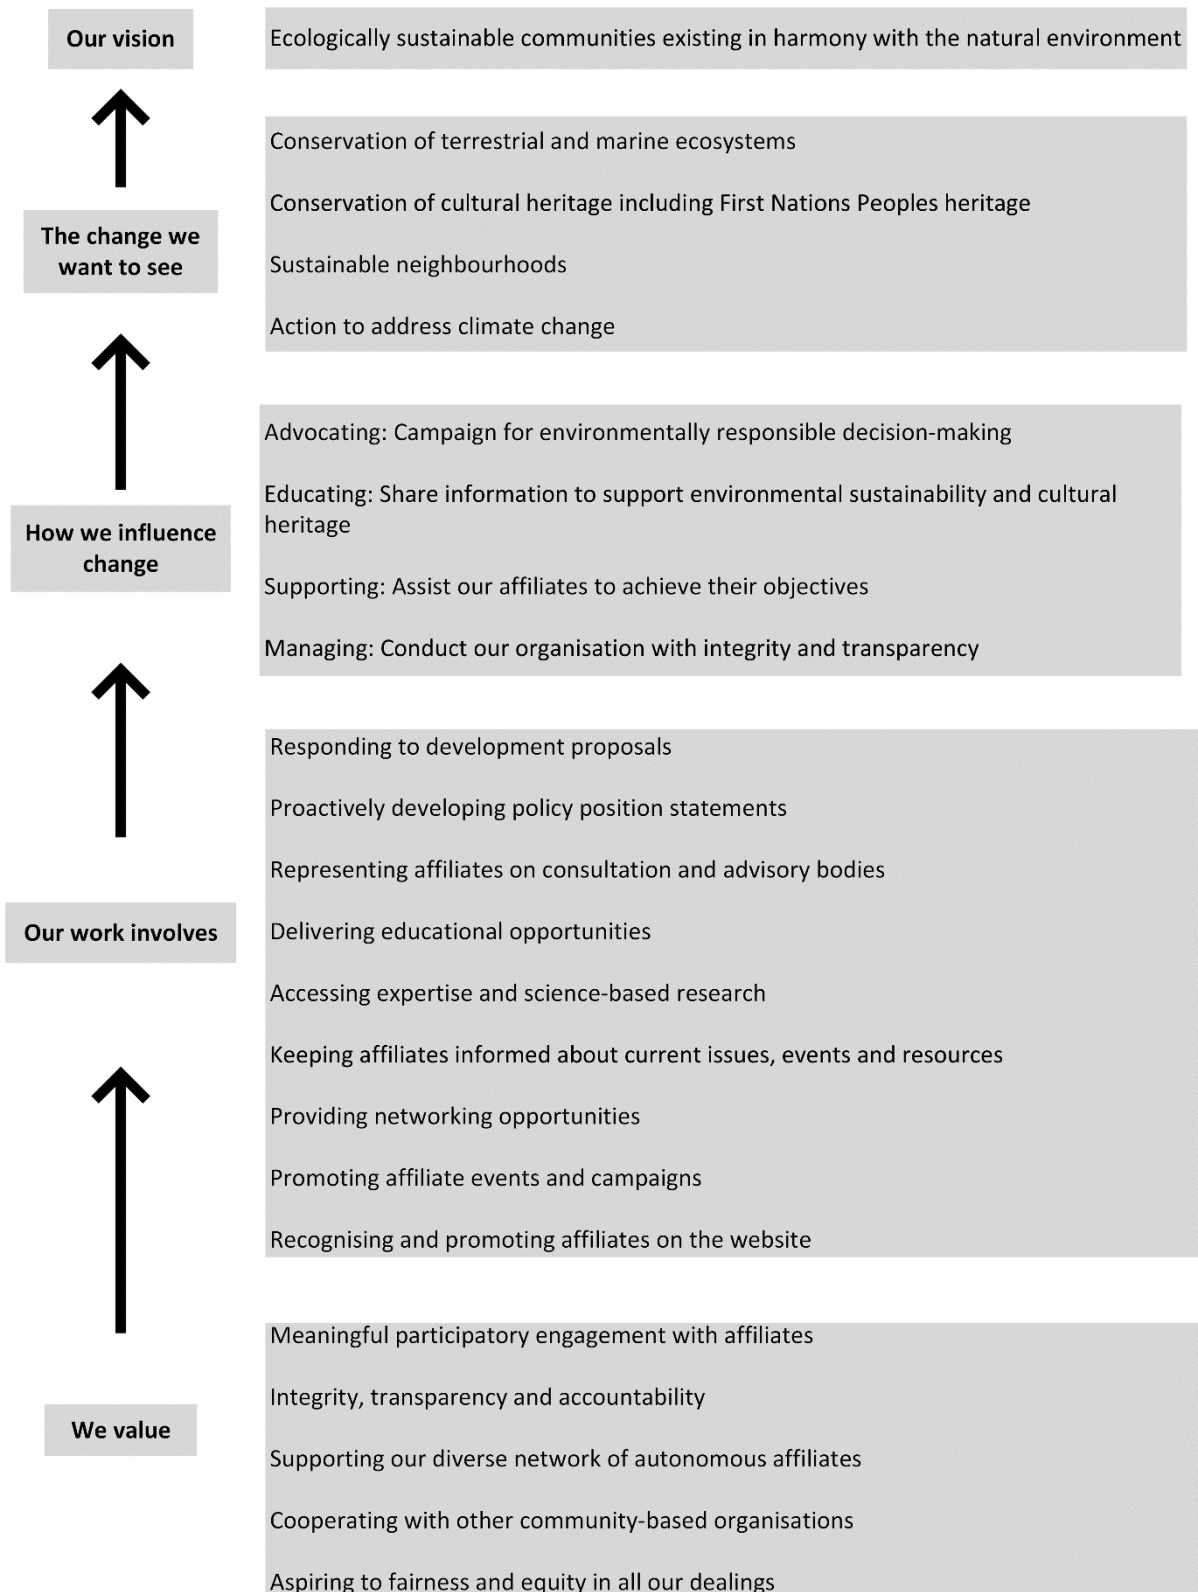 Our vision
Ecologically sustainable communities existing in harmony with the natural environment
The change we
want to see
Conservation of terrestrial and marine ecosystems
Conservation of cultural heritage including First Nations Peoples heritage
Sustainable neighbourhoods
Action to address climate change
How we influence
change
Advocating: Campaign for environmentally responsible decision-making
Educating: Share information to support environmental sustainability and cultural
heritage
Supporting: Assist our affiliates to achieve their objectives
Managing: Conduct our organisation with integrity and transparency
Our work involves
Responding to development proposals
Proactively developing policy position statements
Representing affiliates on consultation and advisory bodies
Delivering educational opportunities
Accessing expertise and science-based research
Keeping affiliates informed about current issues, events and resources
Providing networking opportunities
Promoting affiliate events and campaigns
Recognising and promoting affiliates on the website
We value
Meaningful participatory engagement with affiliates
Integrity, transparency and accountability
Supporting our diverse network of autonomous affiliates
Cooperating with other community-based organisations
Aspiring to fairness and equity in all our dealings